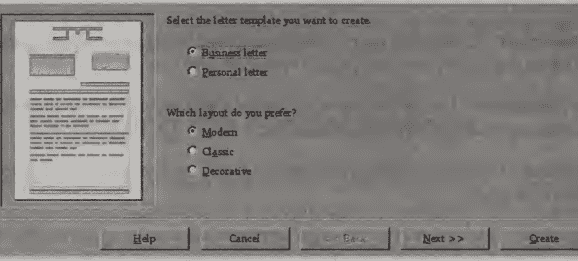 Select the letter template you want to create.
Business letter
Personal letter
Which layout do you prefer?
Modern
Classic
Decorative
Help
Cancel
<< Back
Next >>
Create